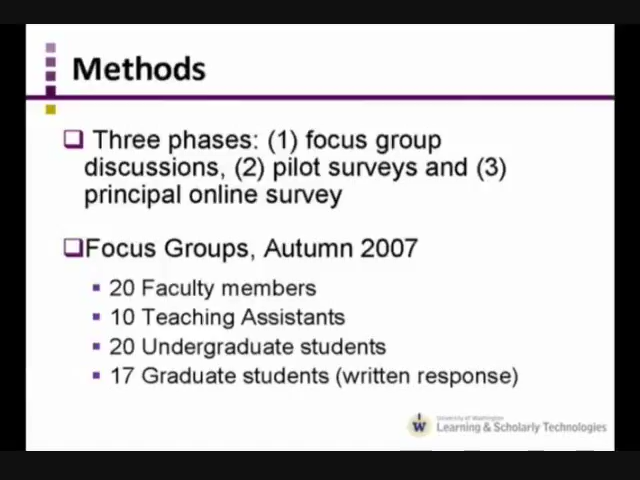 Methods
Three phases: (1) focus group
discussions, (2) pilot surveys and (3)
principal online survey
Focus Groups, Autumn 2007
20 Faculty members
10 Teaching Assistants
20 Undergraduate students
17 Graduate students (written response)
W
University of Washington
Learning & Scholarly Technologies